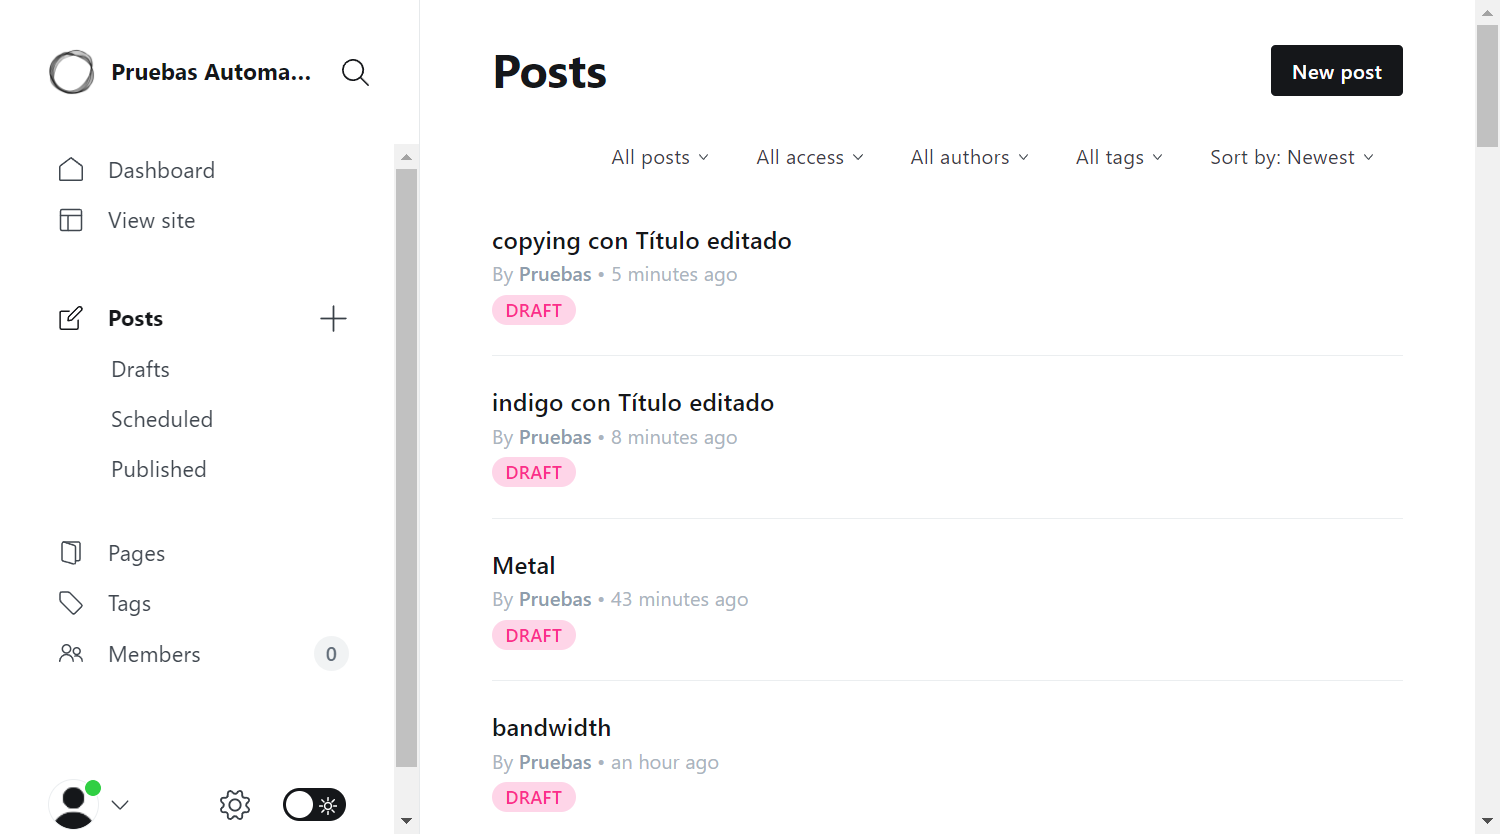 Pruebas Automa...
Dashboard
View site
Posts
Drafts
Scheduled
Published
Pages
Tags
Members 0
Posts
New post
All posts All access All authors All tags Sort by: Newest
copying con Título editado
By Pruebas • 5 minutes ago
DRAFT
indigo con Título editado
By Pruebas • 8 minutes ago
DRAFT
Metal
By Pruebas • 43 minutes ago
DRAFT
bandwidth
By Pruebas • an hour ago
DRAFT